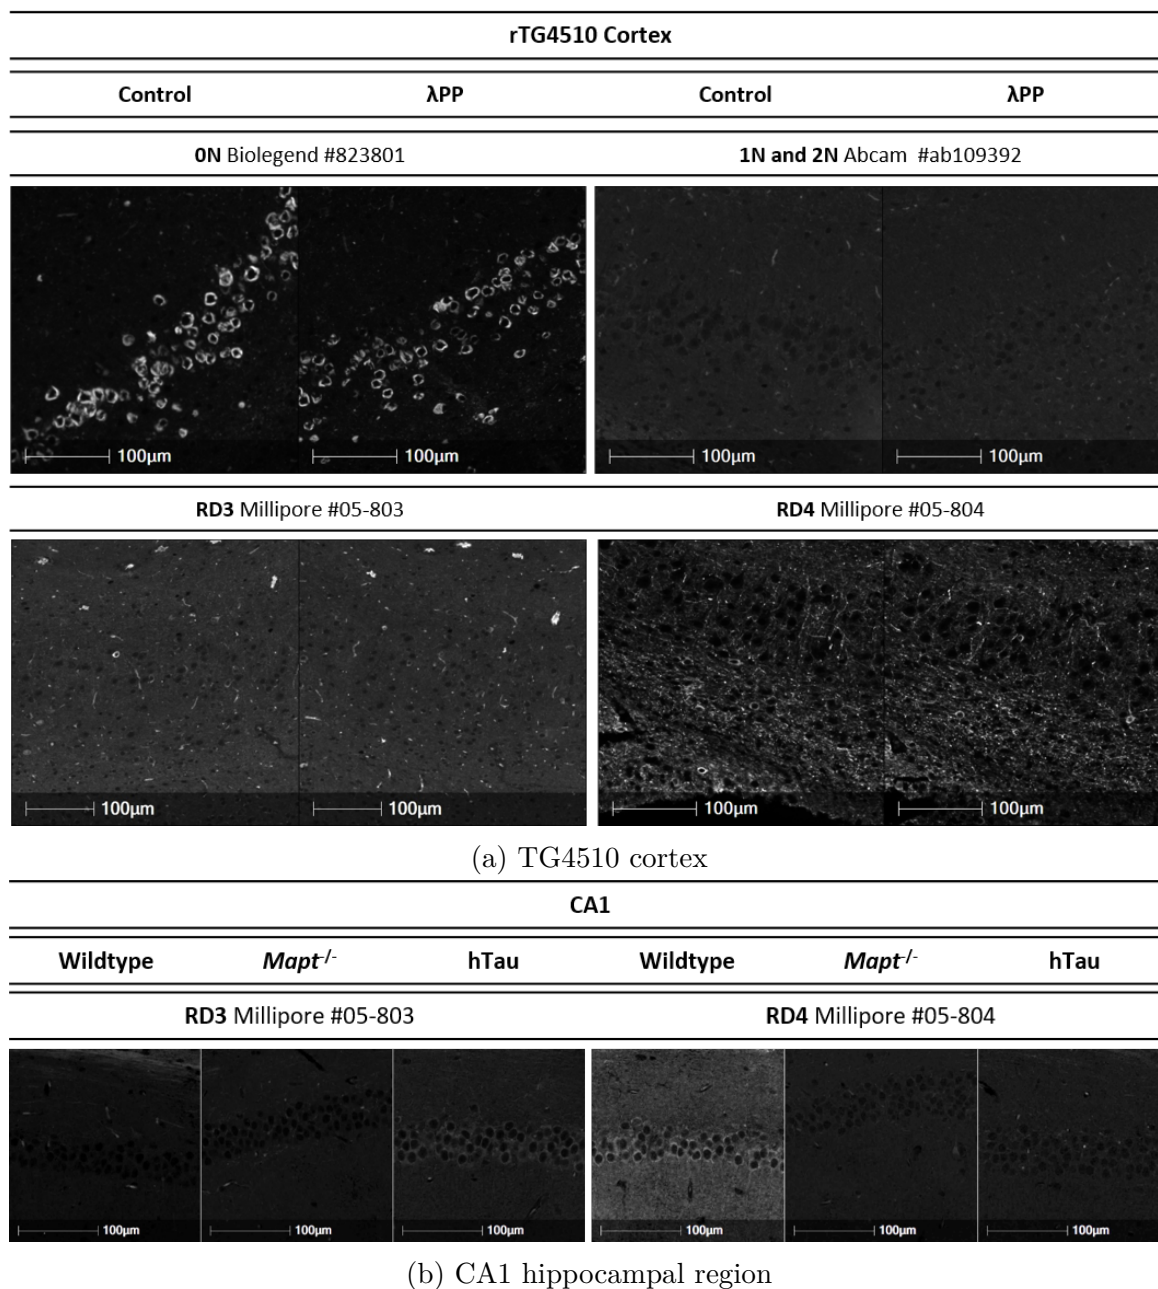 rTG4510 Cortex
Control λPP Control λPP
0N Biolegend #823801 1N and 2N Abcam #ab109392
100µm 100µm 100µm 100µm
RD3 Millipore #05-803 RD4 Millipore #05-804
100µm 100µm 100µm 100µm
(a) TG4510 cortex
CA1
Wildtype Mapt-/- hTau Wildtype Mapt-/- hTau
RD3 Millipore #05-803 RD4 Millipore #05-804
100µm 100µm 100µm 100µm 100µm 100µm
(b) CA1 hippocampal region